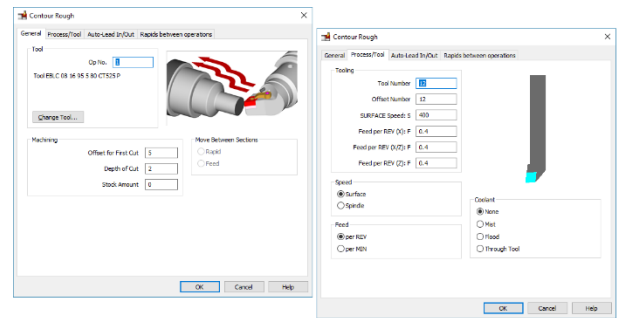 Contour Rough
General Process/Tool Auto-Lead In/Out Rapids between operations
Tool
Op No. 1
Tool EBLC 08 16 95 5 80 CT525 P
Change Tool...
Machining
Offset for First Cut 5
Depth of Cut 2
Stock Amount 0
Move Between Sections
Rapid
Feed
OK Cancel Help
Contour Rough
General Process/Tool Auto-Lead In/Out Rapids between operations
Tooling
Tool Number 12
Offset Number 12
SURFACE Speed: S 480
Feed per REV (X): F 0.4
Feed per REV (X/Z): F 0.4
Feed per REV (Z): F 0.4
Speed
Surface
Spindle
Feed
per REV
per MIN
Coolant
None
Mist
Flood
Through Tool
OK Cancel Help